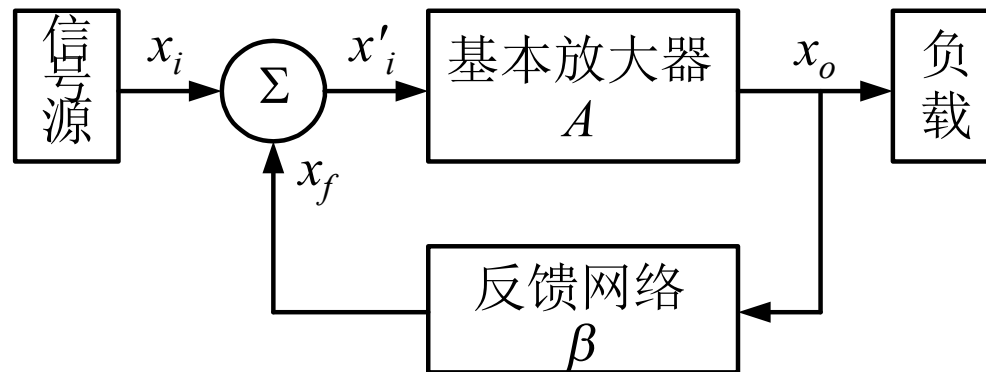 信号源
x_i
Σ
x'_i
基本放大器
A
x_o
负载
x_f
反馈网络
β